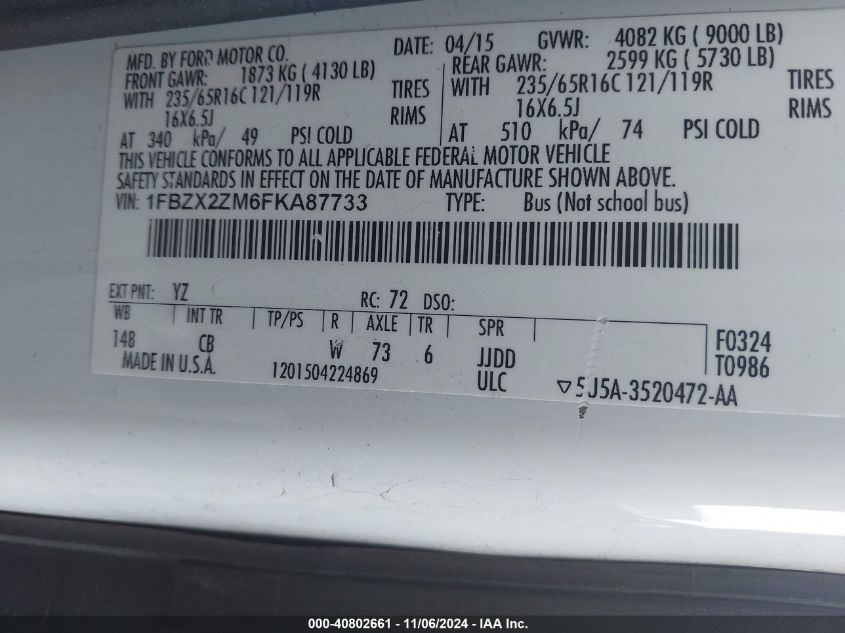 MFD. BY FORD MOTOR CO. DATE: 04/15 GVWR: 4082 KG ( 9000 LB)
FRONT GAWR: 1873 KG ( 4130 LB) REAR GAWR: 2599 KG ( 5730 LB)
WITH 235/65R16C 121/119R TIRES WITH 235/65R16C 121/119R TIRES
16X6.5J RIMS 16X6.5J RIMS
AT 340 kPa/ 49 PSI COLD AT 510 kPa/ 74 PSI COLD
THIS VEHICLE CONFORMS TO ALL APPLICABLE FEDERAL MOTOR VEHICLE
SAFETY STANDARDS IN EFFECT ON THE DATE OF MANUFACTURE SHOWN ABOVE.
VIN: 1FBZX2ZM6FKA87733 TYPE: Bus (Not school bus)
EXT PNT: YZ RC: 72 DSO:
WB INT TR TP/PS R AXLE TR SPR
148 CB W 73 6 JJDD F0324
MADE IN U.S.A. 1201504224869 ULC T0986
▽5J5A-3520472-AA
000-40802661 - 11/06/2024 - IAA Inc.